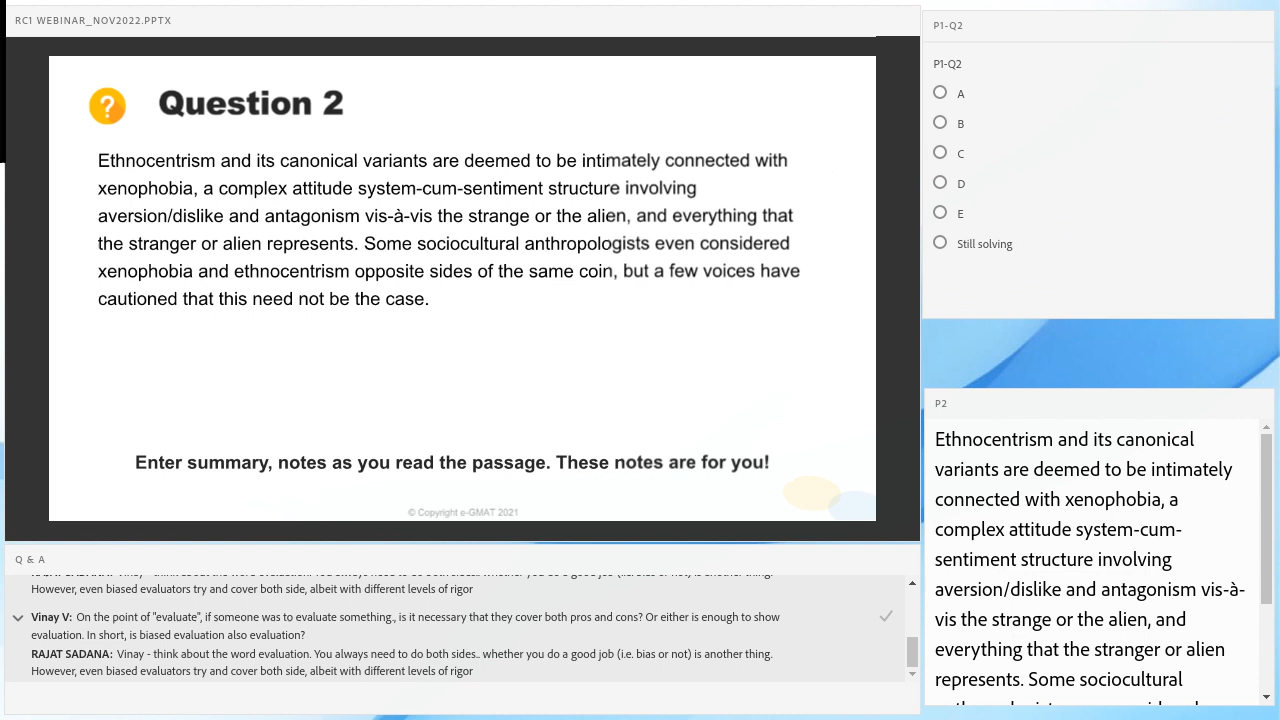 RC1 WEBINAR_NOV2022.PPTX
?
Question 2
Ethnocentrism and its canonical variants are deemed to be intimately connected with
xenophobia, a complex attitude system-cum-sentiment structure involving
aversion/dislike and antagonism vis-à-vis the strange or the alien, and everything that
the stranger or alien represents. Some sociocultural anthropologists even considered
xenophobia and ethnocentrism opposite sides of the same coin, but a few voices have
cautioned that this need not be the case.
Enter summary, notes as you read the passage. These notes are for you!
© Copyright e-GMAT 2021
Q & A
However, even biased evaluators try and cover both side, albeit with different levels of rigor
Vinay V: On the point of "evaluate", if someone was to evaluate something., is it necessary that they cover both pros and cons? Or either is enough to show
evaluation. In short, is biased evaluation also evaluation?
RAJAT SADANA: Vinay - think about the word evaluation. You always need to do both sides.. whether you do a good job (i.e. bias or not) is another thing.
However, even biased evaluators try and cover both side, albeit with different levels of rigor
P1-Q2
P1-Q2
A
B
C
D
E
Still solving
P2
Ethnocentrism and its canonical
variants are deemed to be intimately
connected with xenophobia, a
complex attitude system-cum-
sentiment structure involving
aversion/dislike and antagonism vis-à-
vis the strange or the alien, and
everything that the stranger or alien
represents. Some sociocultural